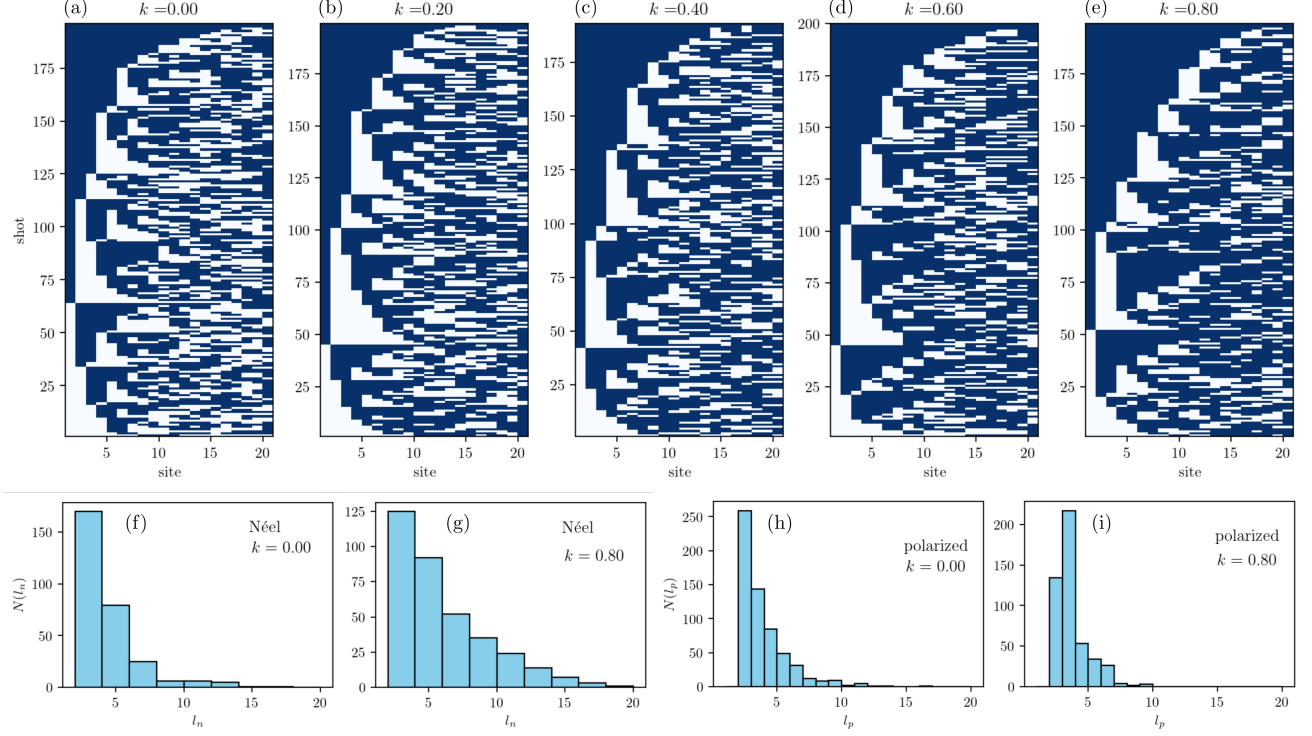 (a) k =0.00
(b) k =0.20
(c) k =0.40
(d) k =0.60
(e) k =0.80
shot
175
150
125
100
75
50
25
5 10 15 20
site
175
150
125
100
75
50
25
5 10 15 20
site
175
150
125
100
75
50
25
5 10 15 20
site
200
175
150
125
100
75
50
25
5 10 15 20
site
175
150
125
100
75
50
25
5 10 15 20
site
(f)
Néel
k = 0.00
N(l_n)
150
100
50
0
5 10 15 20
l_n
(g)
Néel
k = 0.80
125
100
75
50
25
0
5 10 15 20
l_n
(h)
polarized
k = 0.00
N(l_p)
250
200
150
100
50
0
5 10 15 20
l_p
(i)
polarized
k = 0.80
200
150
100
50
0
5 10 15 20
l_p